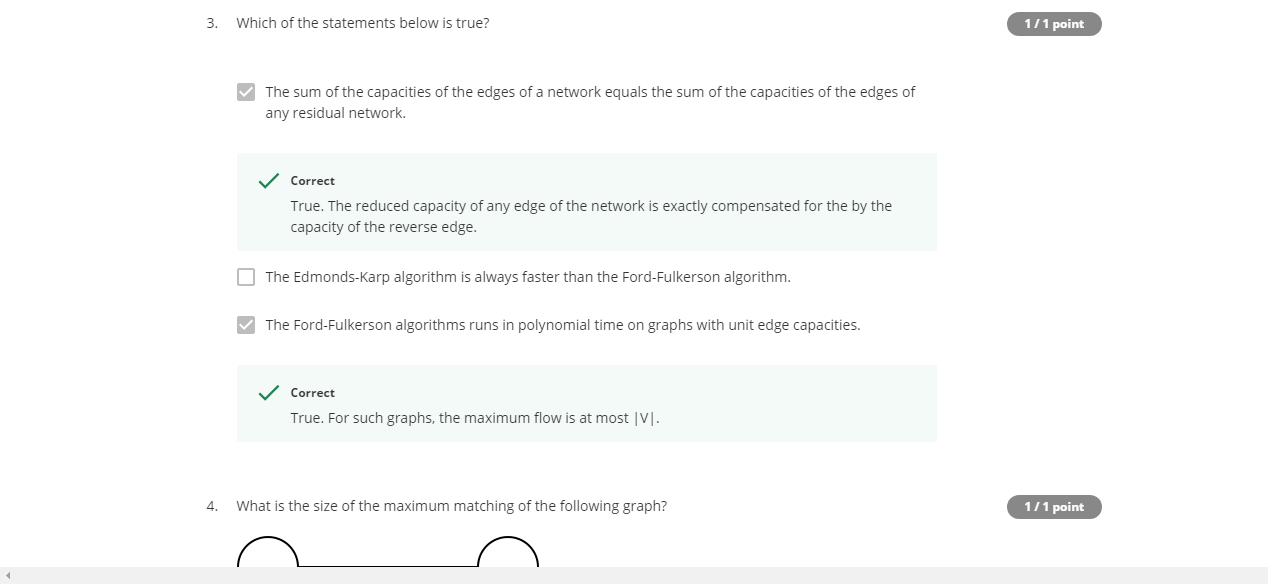 3. Which of the statements below is true?
1 / 1 point
The sum of the capacities of the edges of a network equals the sum of the capacities of the edges of
any residual network.
Correct
True. The reduced capacity of any edge of the network is exactly compensated for the by the
capacity of the reverse edge.
The Edmonds-Karp algorithm is always faster than the Ford-Fulkerson algorithm.
The Ford-Fulkerson algorithms runs in polynomial time on graphs with unit edge capacities.
Correct
True. For such graphs, the maximum flow is at most |V|.
4. What is the size of the maximum matching of the following graph?
1 / 1 point